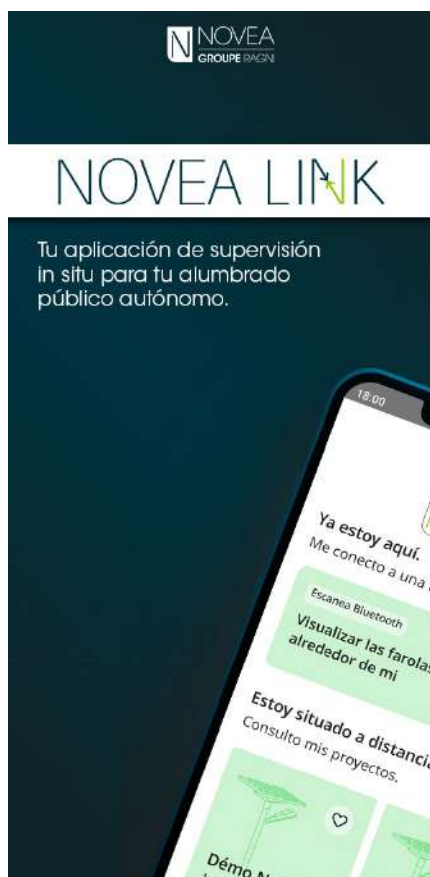 NOVEA
GROUPE RAGNI
NOVEA LINK
Tu aplicación de supervisión
in situ para tu alumbrado
público autónomo.
18:00
Ya estoy aquí.
Me conecto a una
Escanea Bluetooth
Visualizar las farolas
alrededor de mi
Estoy situado a distancia
Consulto mis proyectos.
Démo